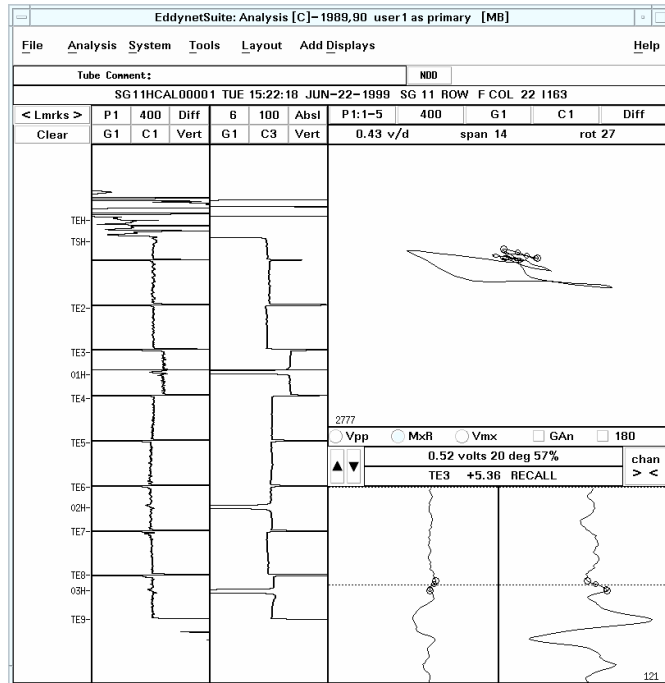 EddynetSuite: Analysis [C]-1989,90 user1 as primary [MB]
File Analysis System Tools Layout Add Displays Help
Tube Comment: NDD
SG11HCAL00001 TUE 15:22:18 JUN-22-1999 SG 11 ROW F COL 22 I163
< Lmrks > P1 400 Diff 6 100 Absl P1:1-5 400 G1 C1 Diff
Clear G1 C1 Vert G1 C3 Vert 0.43 v/d span 14 rot 27
TEH
TSH
TE2
TE3
01H
TE4
TE5
TE6
02H
TE7
TE8
03H
TE9
2777
Vpp MxR Vmx GAn 180
0.52 volts 20 deg 57% chan
TE3 +5.36 RECALL > <
121